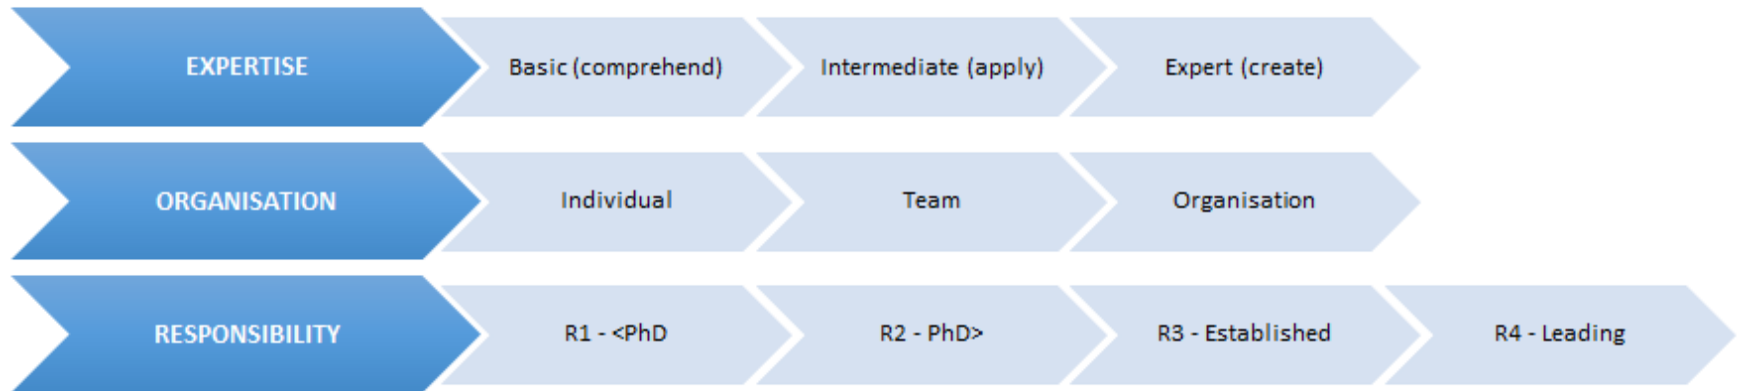 EXPERTISE
Basic (comprehend)
Intermediate (apply)
Expert (create)
ORGANISATION
Individual
Team
Organisation
RESPONSIBILITY
R1 - <PhD
R2 - PhD>
R3 - Established
R4 - Leading